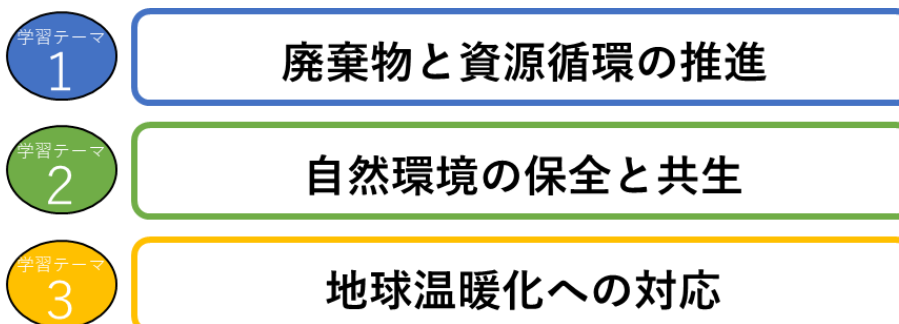 学習テーマ
1
廃棄物と資源循環の推進
学習テーマ
2
自然環境の保全と共生
学習テーマ
3
地球温暖化への対応